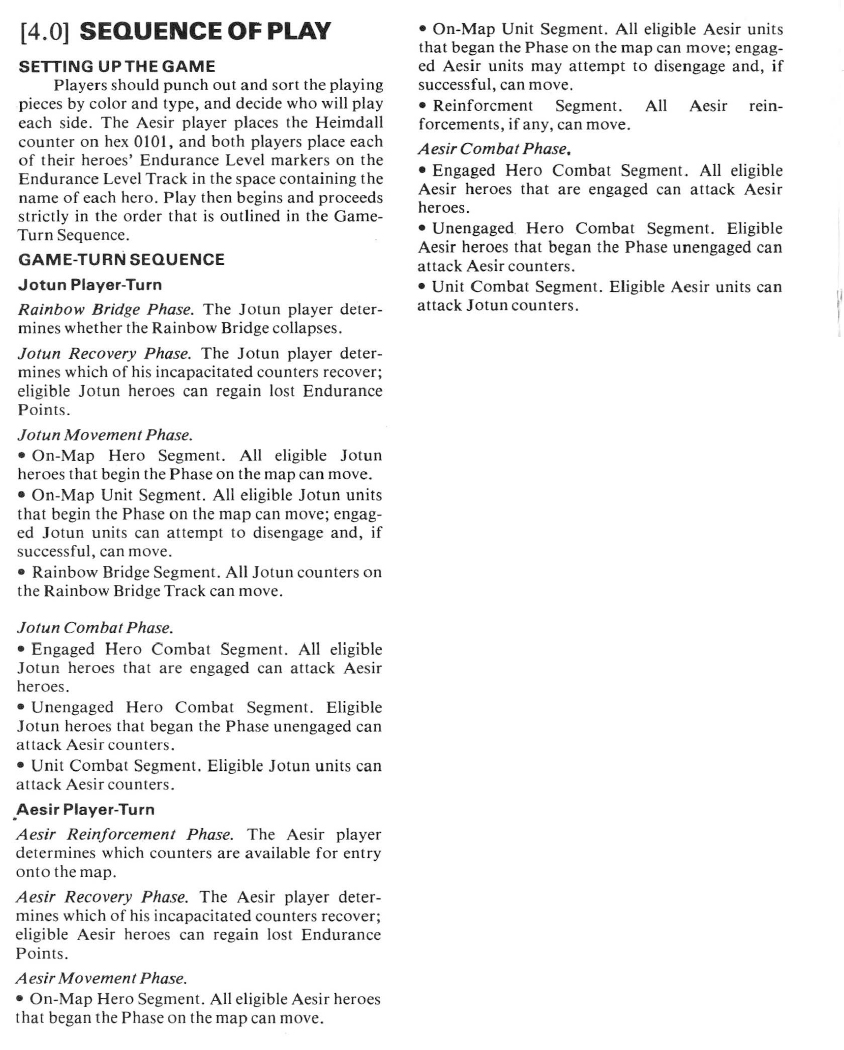 [4.0] SEQUENCE OF PLAY
SETTING UP THE GAME
Players should punch out and sort the playing
pieces by color and type, and decide who will play
each side. The Aesir player places the Heimdall
counter on hex 0101, and both players place each
of their heroes' Endurance Level markers on the
Endurance Level Track in the space containing the
name of each hero. Play then begins and proceeds
strictly in the order that is outlined in the Game-
Turn Sequence.
GAME-TURN SEQUENCE
Jotun Player-Turn
Rainbow Bridge Phase. The Jotun player deter-
mines whether the Rainbow Bridge collapses.
Jotun Recovery Phase. The Jotun player deter-
mines which of his incapacitated counters recover;
eligible Jotun heroes can regain lost Endurance
Points.
Jotun Movement Phase.
• On-Map Hero Segment. All eligible Jotun
heroes that begin the Phase on the map can move.
• On-Map Unit Segment. All eligible Jotun units
that begin the Phase on the map can move; engag-
ed Jotun units can attempt to disengage and, if
successful, can move.
• Rainbow Bridge Segment. All Jotun counters on
the Rainbow Bridge Track can move.
Jotun Combat Phase.
• Engaged Hero Combat Segment. All eligible
Jotun heroes that are engaged can attack Aesir
heroes.
• Unengaged Hero Combat Segment. Eligible
Jotun heroes that began the Phase unengaged can
attack Aesir counters.
• Unit Combat Segment. Eligible Jotun units can
attack Aesir counters.
Aesir Player-Turn
Aesir Reinforcement Phase. The Aesir player
determines which counters are available for entry
onto the map.
Aesir Recovery Phase. The Aesir player deter-
mines which of his incapacitated counters recover;
eligible Aesir heroes can regain lost Endurance
Points.
Aesir Movement Phase.
• On-Map Hero Segment. All eligible Aesir heroes
that began the Phase on the map can move.
• On-Map Unit Segment. All eligible Aesir units
that began the Phase on the map can move; engag-
ed Aesir units may attempt to disengage and, if
successful, can move.
• Reinforcment Segment. All Aesir rein-
forcements, if any, can move.
Aesir Combat Phase.
• Engaged Hero Combat Segment. All eligible
Aesir heroes that are engaged can attack Aesir
heroes.
• Unengaged Hero Combat Segment. Eligible
Aesir heroes that began the Phase unengaged can
attack Aesir counters.
• Unit Combat Segment. Eligible Aesir units can
attack Jotun counters.